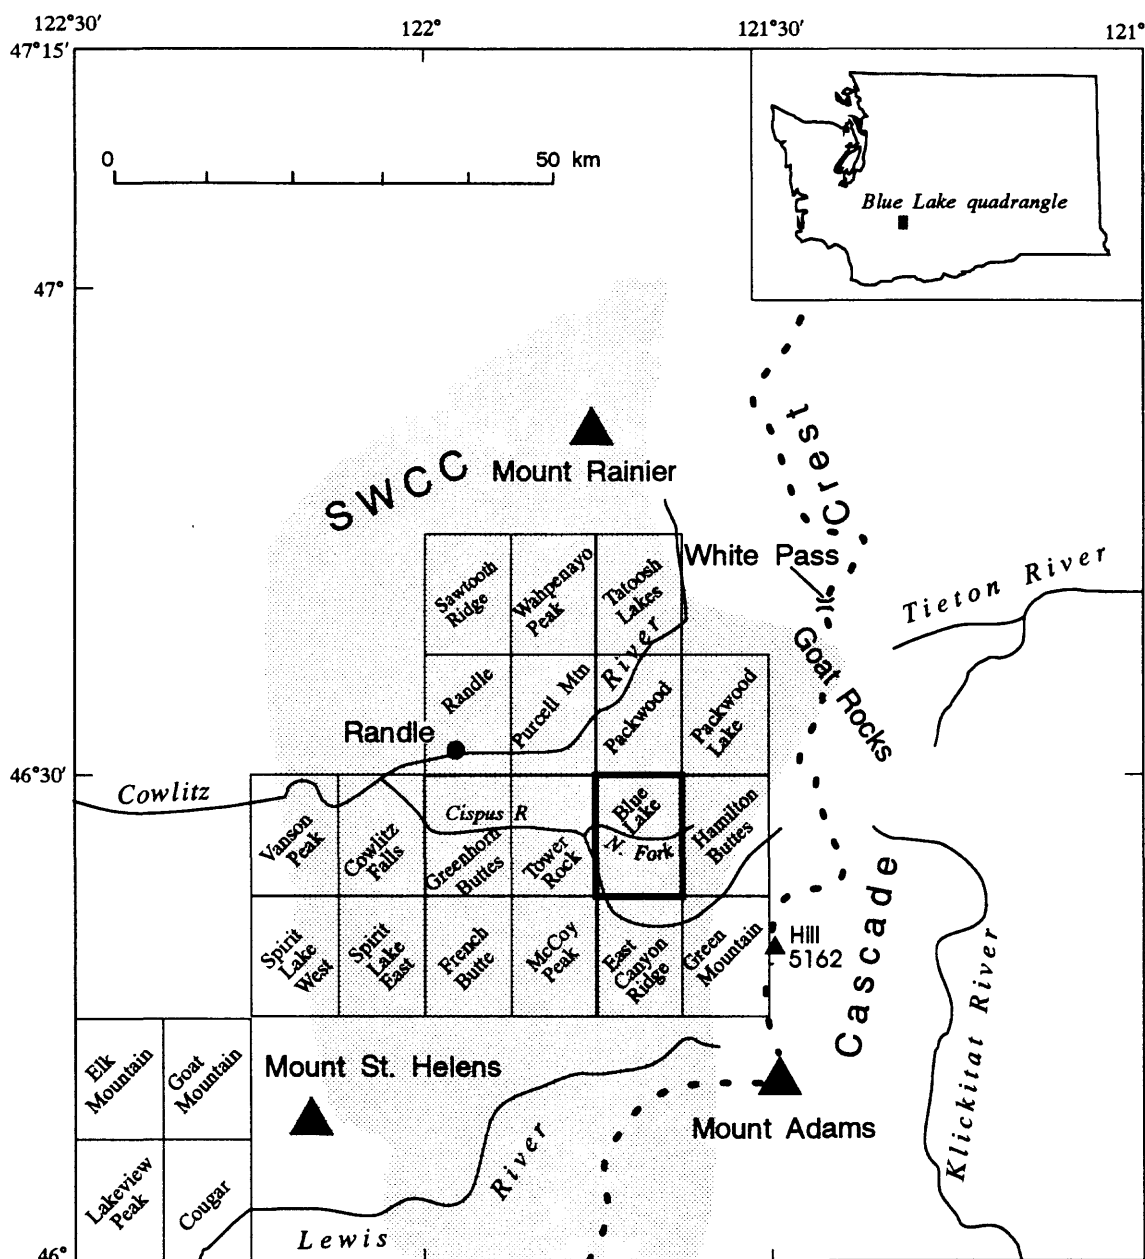 122°30′
122°
121°30′
121°
47°15′
0
50 km
Blue Lake quadrangle
47°
Mount Rainier
SWCC
Crest
White Pass
Tieton River
Sawtooth
Ridge
Wahpenayo
Peak
Tatoosh
Lakes
River
Goat Rocks
Randle
Purcell Mtn
Packwood
Packwood
Lake
Randle
46°30′
Cowlitz
Cispus R
Blue
Lake
N. Fork
Vanson
Peak
Cowlitz
Falls
Greenhorn
Buttes
Tower
Rock
Hamilton
Buttes
Spirit
Lake
West
Spirit
Lake
East
French
Butte
McCoy
Peak
East
Canyon
Ridge
Green
Mountain
Hill
5162
Cascade
Klickitat River
Elk
Mountain
Goat
Mountain
Mount St. Helens
Mount Adams
Lakeview
Peak
Cougar
River
Lewis
46°